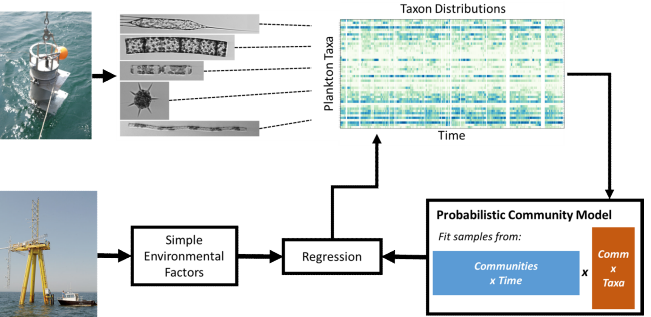 Taxon Distributions
Plankton Taxa
Time
Simple
Environmental
Factors
Regression
Probabilistic Community Model
Fit samples from:
Communities
x Time
x
Comm
x
Taxa